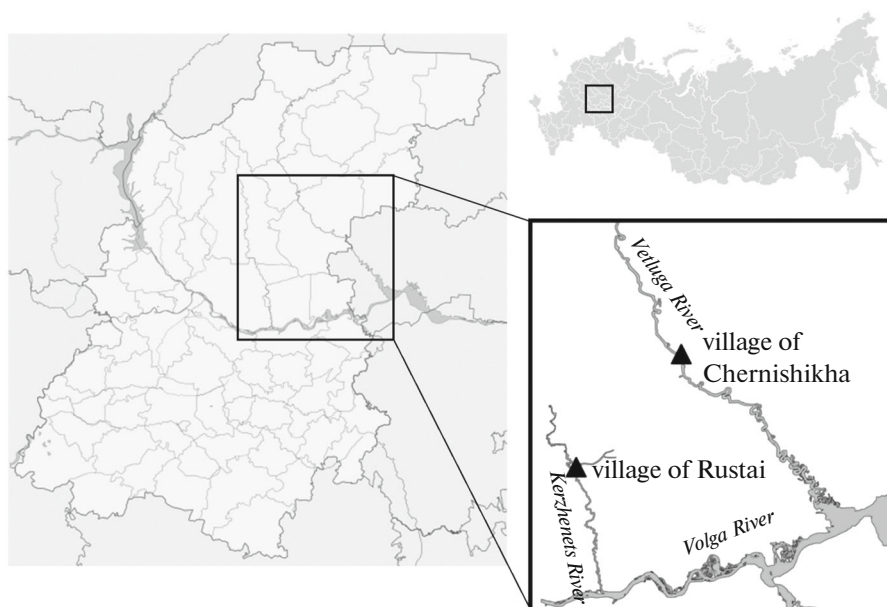 Vetluga River
village of
Chernishikha
village of Rustai
Kerzhenets River
Volga River